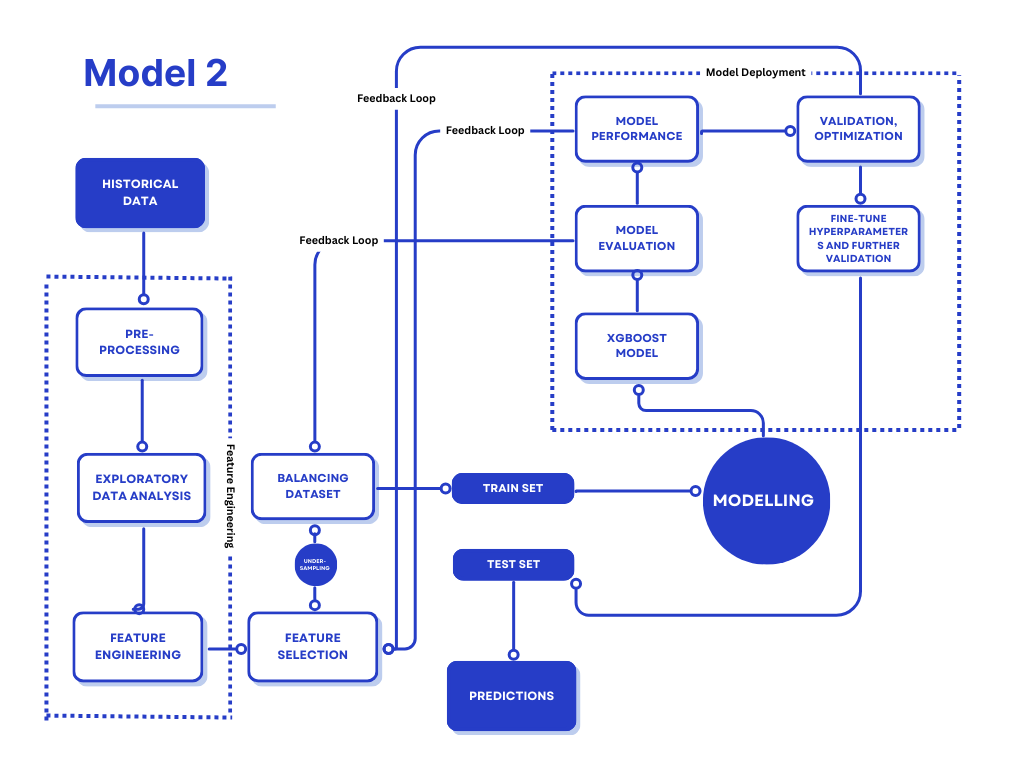 Model 2
Feedback Loop
Model Deployment
Feedback Loop
MODEL
PERFORMANCE
VALIDATION,
OPTIMIZATION
HISTORICAL
DATA
Feedback Loop
MODEL
EVALUATION
FINE-TUNE
HYPERPARAMETER
S AND FURTHER
VALIDATION
PRE-
PROCESSING
XGBOOST
MODEL
EXPLORATORY
DATA ANALYSIS
Feature Engineering
BALANCING
DATASET
TRAIN SET
MODELLING
UNDER-
SAMPLING
TEST SET
FEATURE
ENGINEERING
FEATURE
SELECTION
PREDICTIONS